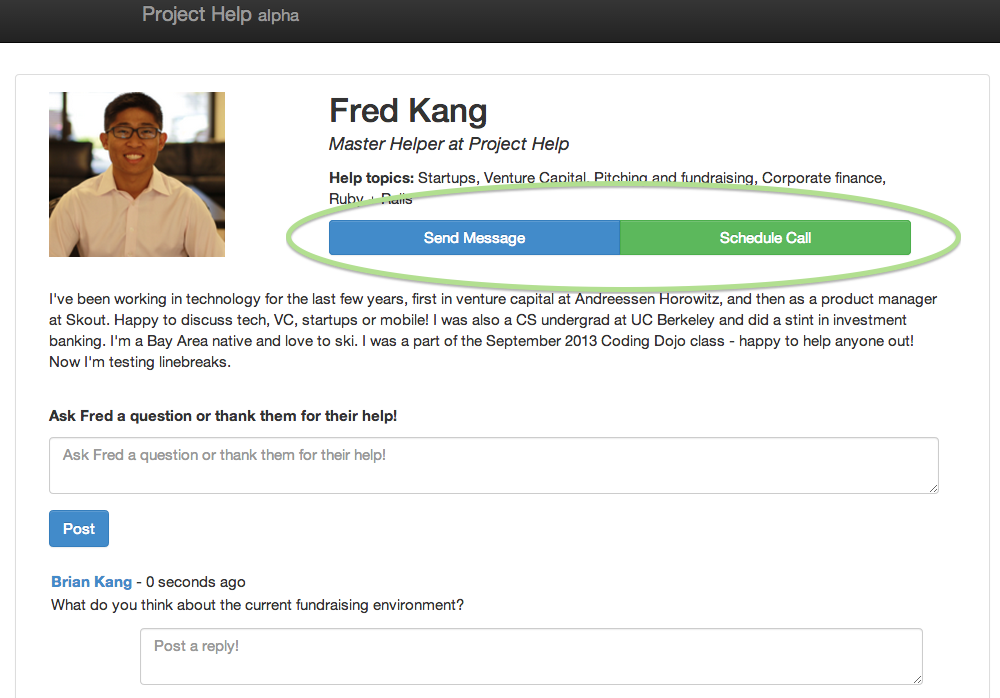 Project Help alpha
Fred Kang
Master Helper at Project Help
Help topics: Startups, Venture Capital, Pitching and fundraising, Corporate finance,
Ruby + Rails
Send Message
Schedule Call
I've been working in technology for the last few years, first in venture capital at Andreessen Horowitz, and then as a product manager
at Skout. Happy to discuss tech, VC, startups or mobile! I was also a CS undergrad at UC Berkeley and did a stint in investment
banking. I'm a Bay Area native and love to ski. I was a part of the September 2013 Coding Dojo class - happy to help anyone out!
Now I'm testing linebreaks.
Ask Fred a question or thank them for their help!
Ask Fred a question or thank them for their help!
Post
Brian Kang - 0 seconds ago
What do you think about the current fundraising environment?
Post a reply!